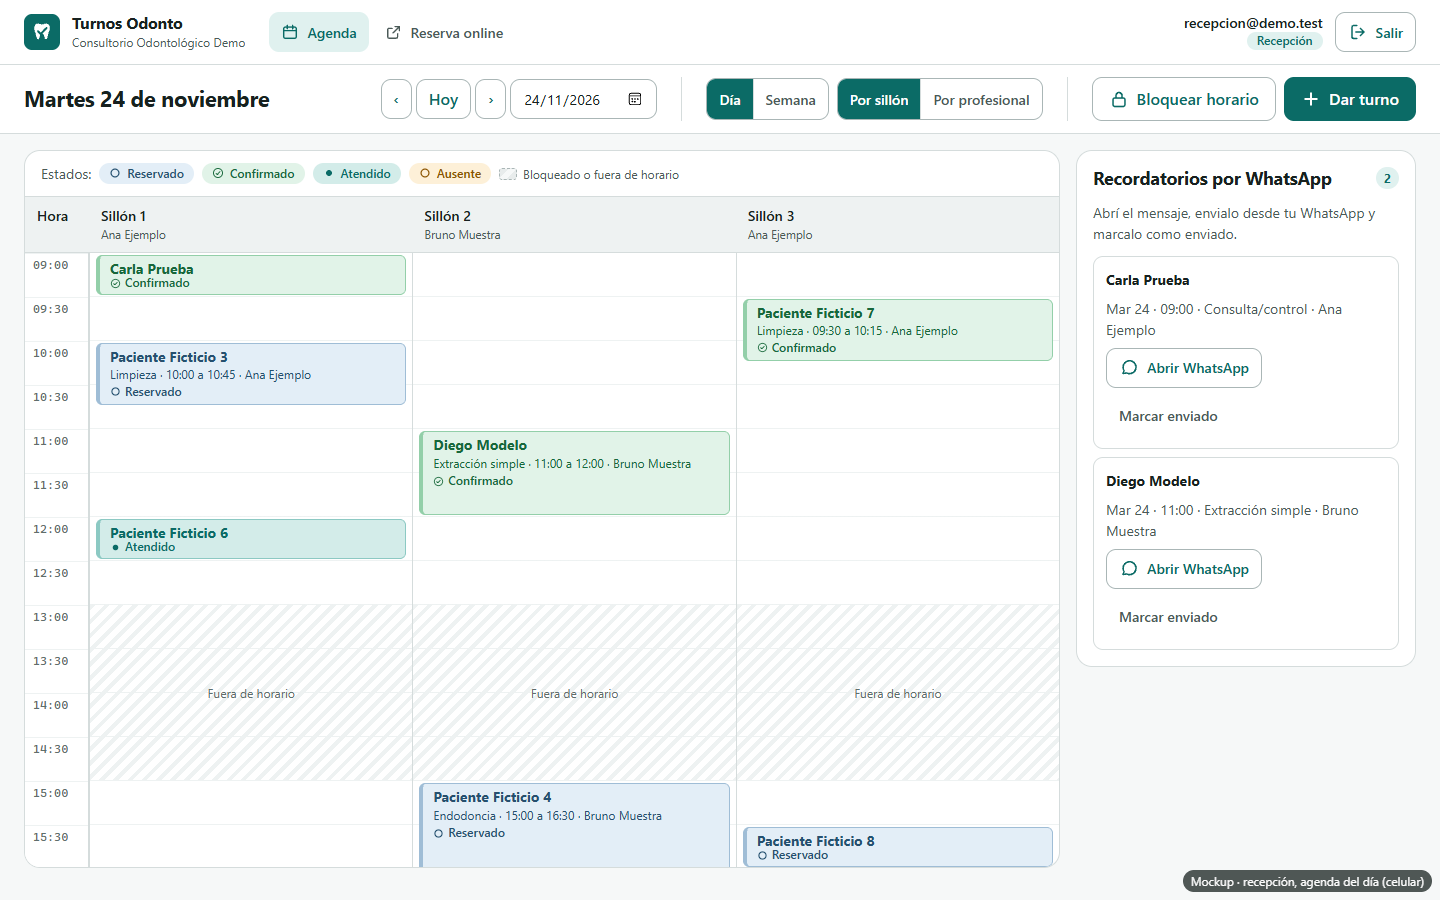 Turnos Odonto
Consultorio Odontológico Demo
Agenda
Reserva online
recepcion@demo.test
Recepción
Salir
Martes 24 de noviembre
‹
Hoy
›
24/11/2026
Día
Semana
Por sillón
Por profesional
Bloquear horario
+ Dar turno
Estados:
Reservado
Confirmado
Atendido
Ausente
Bloqueado o fuera de horario
Hora
Sillón 1
Ana Ejemplo
Sillón 2
Bruno Muestra
Sillón 3
Ana Ejemplo
09:00
09:30
10:00
10:30
11:00
11:30
12:00
12:30
13:00
13:30
14:00
14:30
15:00
15:30
Carla Prueba
Confirmado
Paciente Ficticio 3
Limpieza · 10:00 a 10:45 · Ana Ejemplo
Reservado
Paciente Ficticio 6
Atendido
Fuera de horario
Diego Modelo
Extracción simple · 11:00 a 12:00 · Bruno Muestra
Confirmado
Fuera de horario
Paciente Ficticio 4
Endodoncia · 15:00 a 16:30 · Bruno Muestra
Reservado
Paciente Ficticio 7
Limpieza · 09:30 a 10:15 · Ana Ejemplo
Confirmado
Fuera de horario
Paciente Ficticio 8
Reservado
Recordatorios por WhatsApp
2
Abrí el mensaje, envialo desde tu WhatsApp y
marcalo como enviado.
Carla Prueba
Mar 24 · 09:00 · Consulta/control · Ana
Ejemplo
Abrir WhatsApp
Marcar enviado
Diego Modelo
Mar 24 · 11:00 · Extracción simple · Bruno
Muestra
Abrir WhatsApp
Marcar enviado
Mockup · recepción, agenda del día (celular)